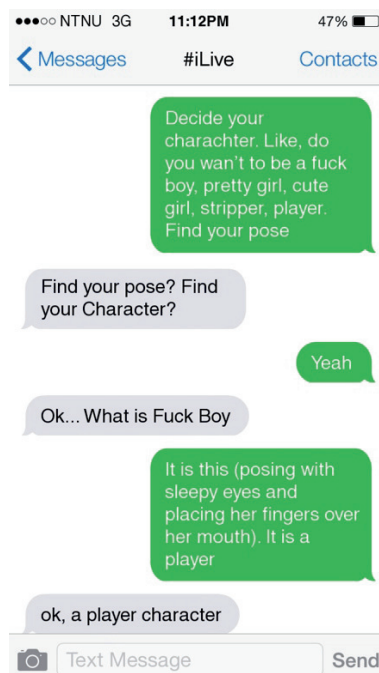 NTNU 3G 11:12PM 47%
Messages #iLive Contacts
Decide your
charachter. Like, do
you wan't to be a fuck
boy, pretty girl, cute
girl, stripper, player.
Find your pose
Find your pose? Find
your Character?
Yeah
Ok... What is Fuck Boy
It is this (posing with
sleepy eyes and
placing her fingers over
her mouth). It is a
player
ok, a player character
Text Message Send